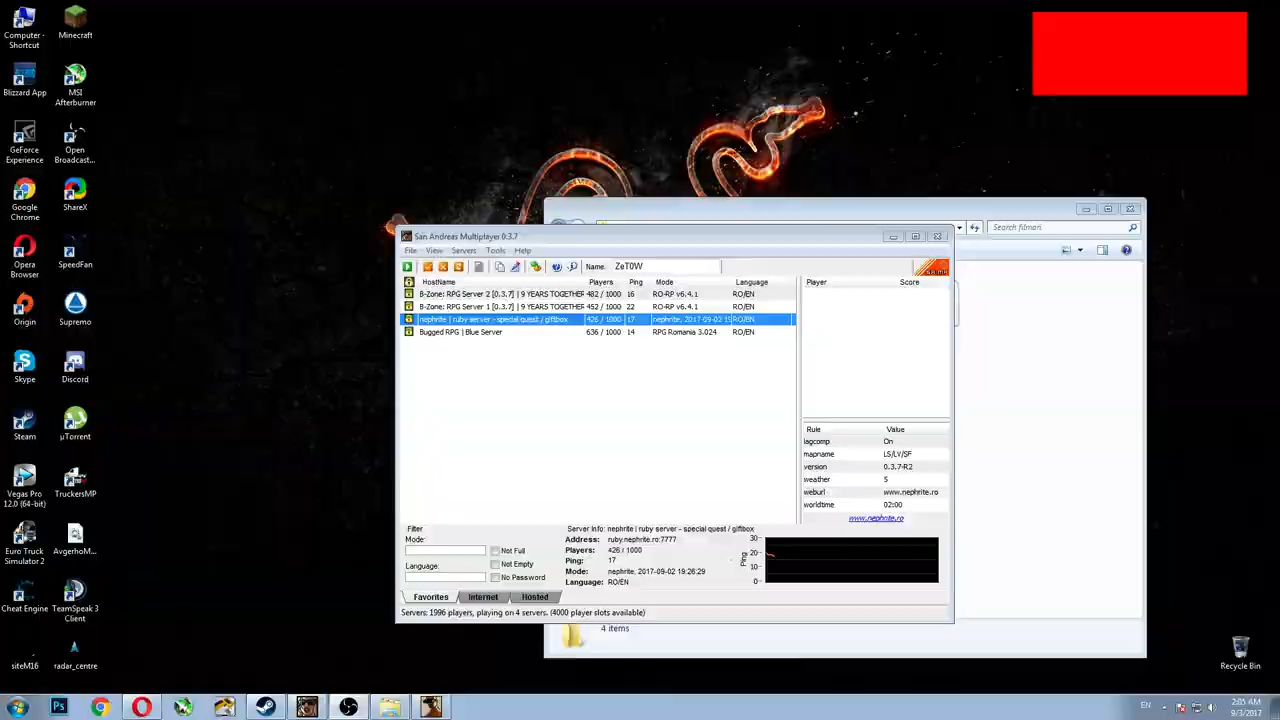 Computer - Shortcut
Minecraft
Blizzard App
MSI Afterburner
GeForce Experience
Open Broadcast...
Google Chrome
ShareX
Opera Browser
SpeedFan
Origin
Supremo
Skype
Discord
Steam
µTorrent
Vegas Pro 12.0 (64-bit)
TruckersMP
Euro Truck Simulator 2
AvgerhoM...
Cheat Engine
TeamSpeak 3 Client
siteM16
radar_centre
Search filmari
San Andreas Multiplayer 0.3.7
File View Servers Tools Help
Name: ZeT0W
HostName Players Ping Mode Language
B-Zone: RPG Server 2 [0.3.7] | 9 YEARS TOGETHER 482 / 1000 16 RO-RP v6.4.1 RO/EN
B-Zone: RPG Server 1 [0.3.7] | 9 YEARS TOGETHER 452 / 1000 22 RO-RP v6.4.1 RO/EN
nephrite | ruby server - special quest / giftbox 426 / 1000 17 nephrite, 2017-09-02 19 RO/EN
Bugged RPG | Blue Server 636 / 1000 14 RPG Romania 3.024 RO/EN
Player Score
Rule Value
lagcomp On
mapname LS/LV/SF
version 0.3.7-R2
weather 5
weburl www.nephrite.ro
worldtime 02:00
www.nephrite.ro
Filter
Mode:
Language:
Not Full
Not Empty
No Password
Server Info: nephrite | ruby server - special quest / giftbox
Address: ruby.nephrite.ro:7777
Players: 426 / 1000
Ping: 17
Mode: nephrite, 2017-09-02 19:26:29
Language: RO/EN
Ping
30
20
10
0
Favorites Internet Hosted
Servers: 1996 players, playing on 4 servers. (4000 player slots available)
4 items
Recycle Bin
EN
2:05 AM
9/3/2017